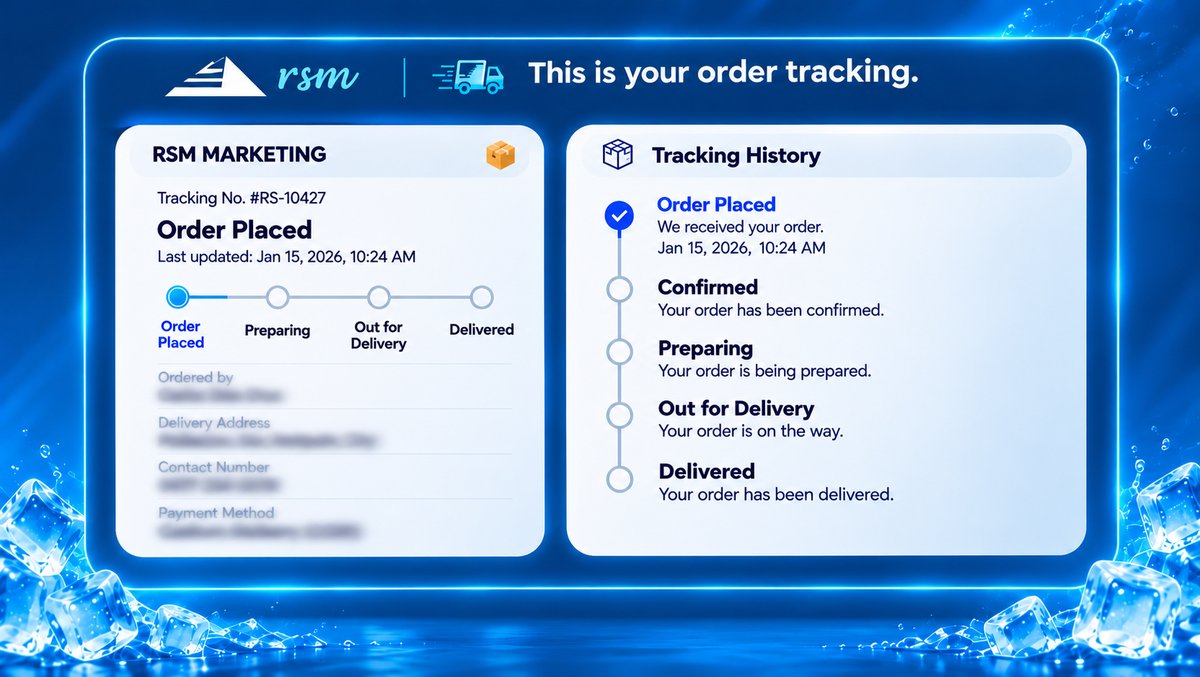 rsm
This is your order tracking.
RSM MARKETING
Tracking No. #RS-10427
Order Placed
Last updated: Jan 15, 2026, 10:24 AM
Order Placed
Preparing
Out for Delivery
Delivered
Ordered by
Delivery Address
Contact Number
Payment Method
Tracking History
Order Placed
We received your order.
Jan 15, 2026, 10:24 AM
Confirmed
Your order has been confirmed.
Preparing
Your order is being prepared.
Out for Delivery
Your order is on the way.
Delivered
Your order has been delivered.